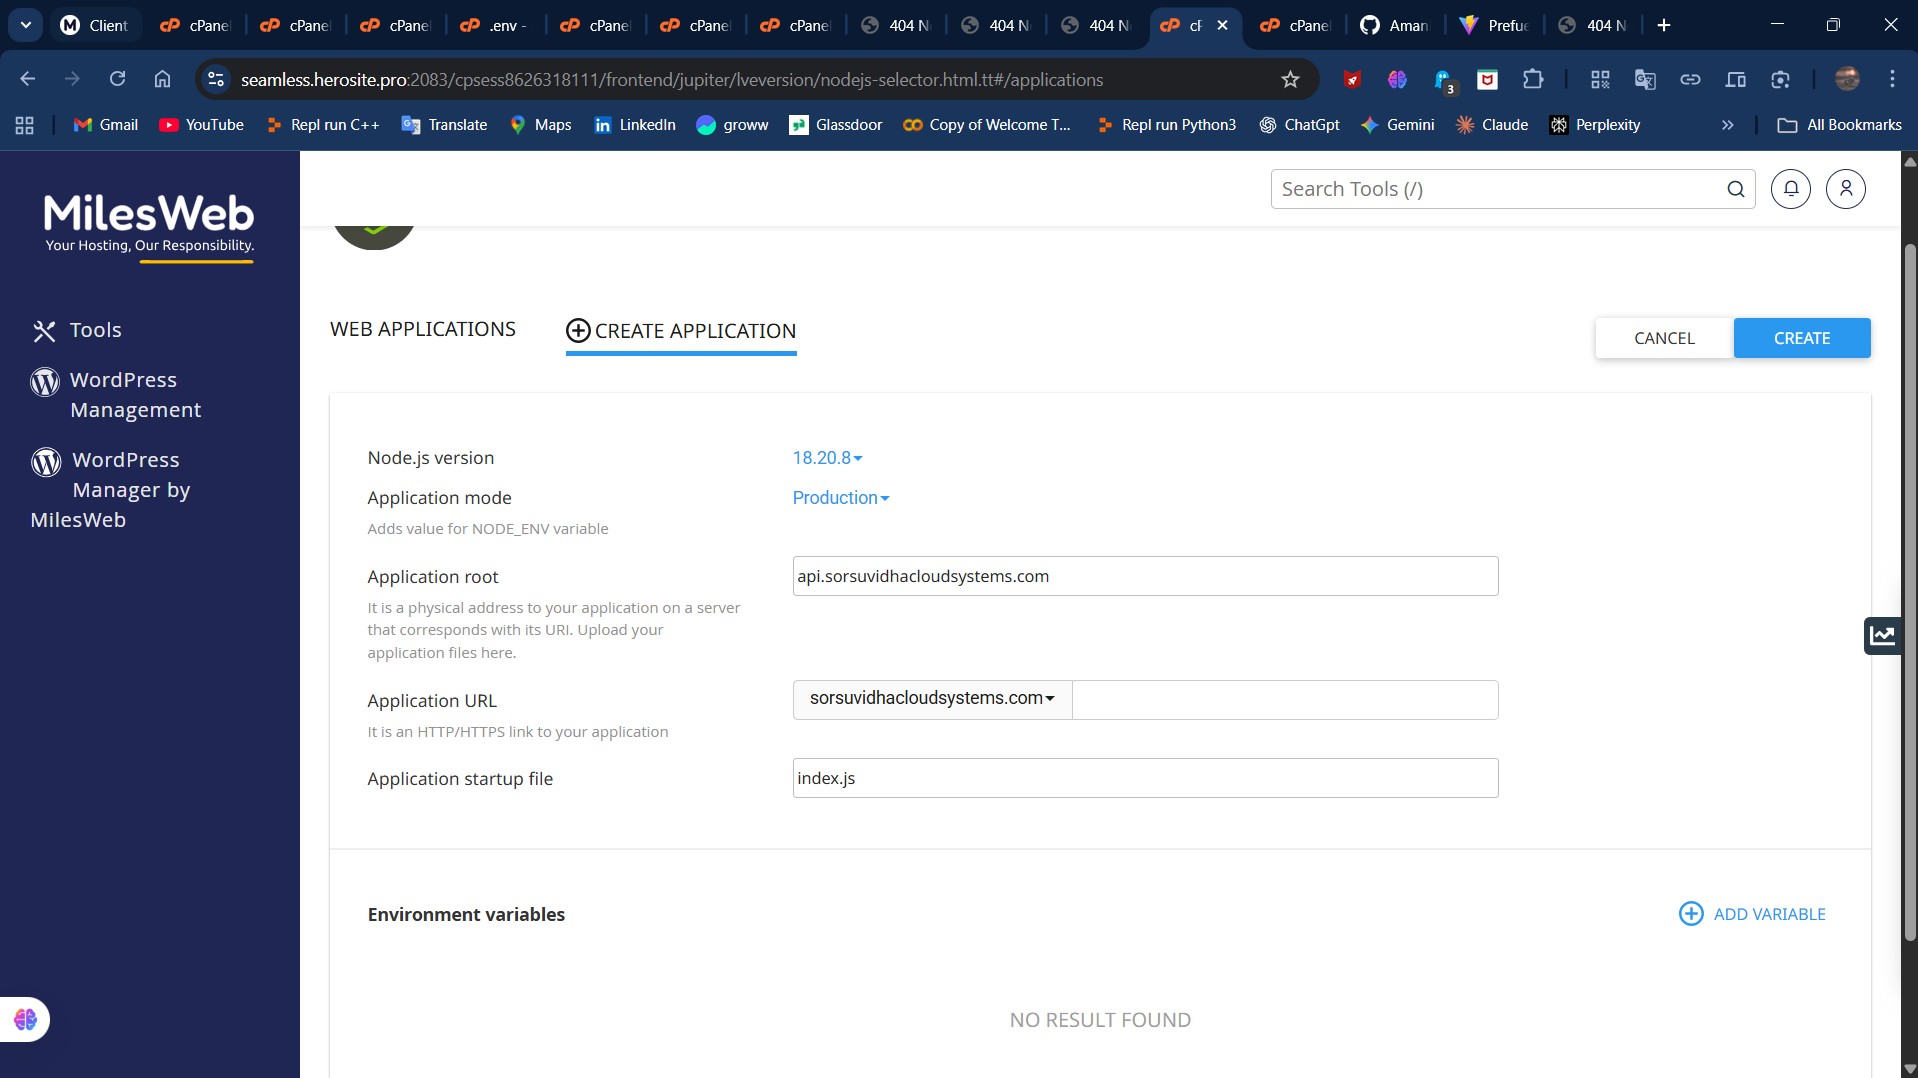 Client
cPanel
cPanel
cPanel
.env -
cPanel
cPanel
cPanel
404 N
404 N
404 N
cP
cPanel
Aman
Prefue
404 N
seamless.herosite.pro:2083/cpsess8626318111/frontend/jupiter/lveversion/nodejs-selector.html.tt#/applications
3
Gmail
YouTube
Repl run C++
Translate
Maps
LinkedIn
groww
Glassdoor
Copy of Welcome T...
Repl run Python3
ChatGpt
Gemini
Claude
Perplexity
All Bookmarks
MilesWeb
Your Hosting, Our Responsibility.
Search Tools (/)
Tools
WordPress
Management
WordPress
Manager by
MilesWeb
WEB APPLICATIONS
CREATE APPLICATION
CANCEL
CREATE
Node.js version
18.20.8
Application mode
Production
Adds value for NODE_ENV variable
Application root
api.sorsuvidhacloudsystems.com
It is a physical address to your application on a server
that corresponds with its URI. Upload your
application files here.
Application URL
sorsuvidhacloudsystems.com
It is an HTTP/HTTPS link to your application
Application startup file
index.js
Environment variables
ADD VARIABLE
NO RESULT FOUND